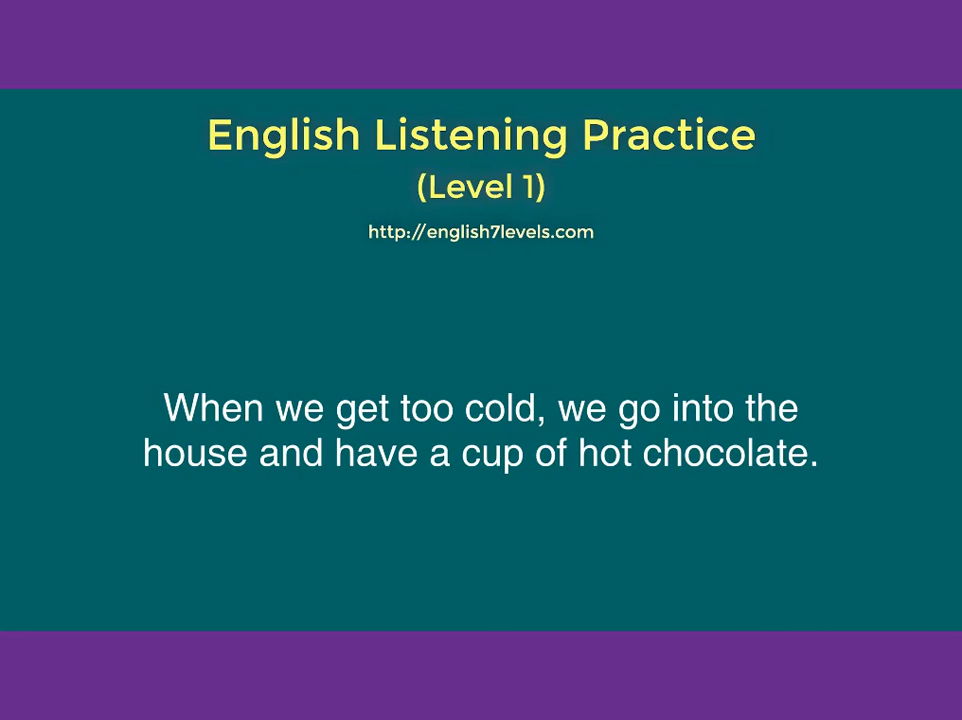 English Listening Practice
(Level 1)
http://english7levels.com
When we get too cold, we go into the
house and have a cup of hot chocolate.